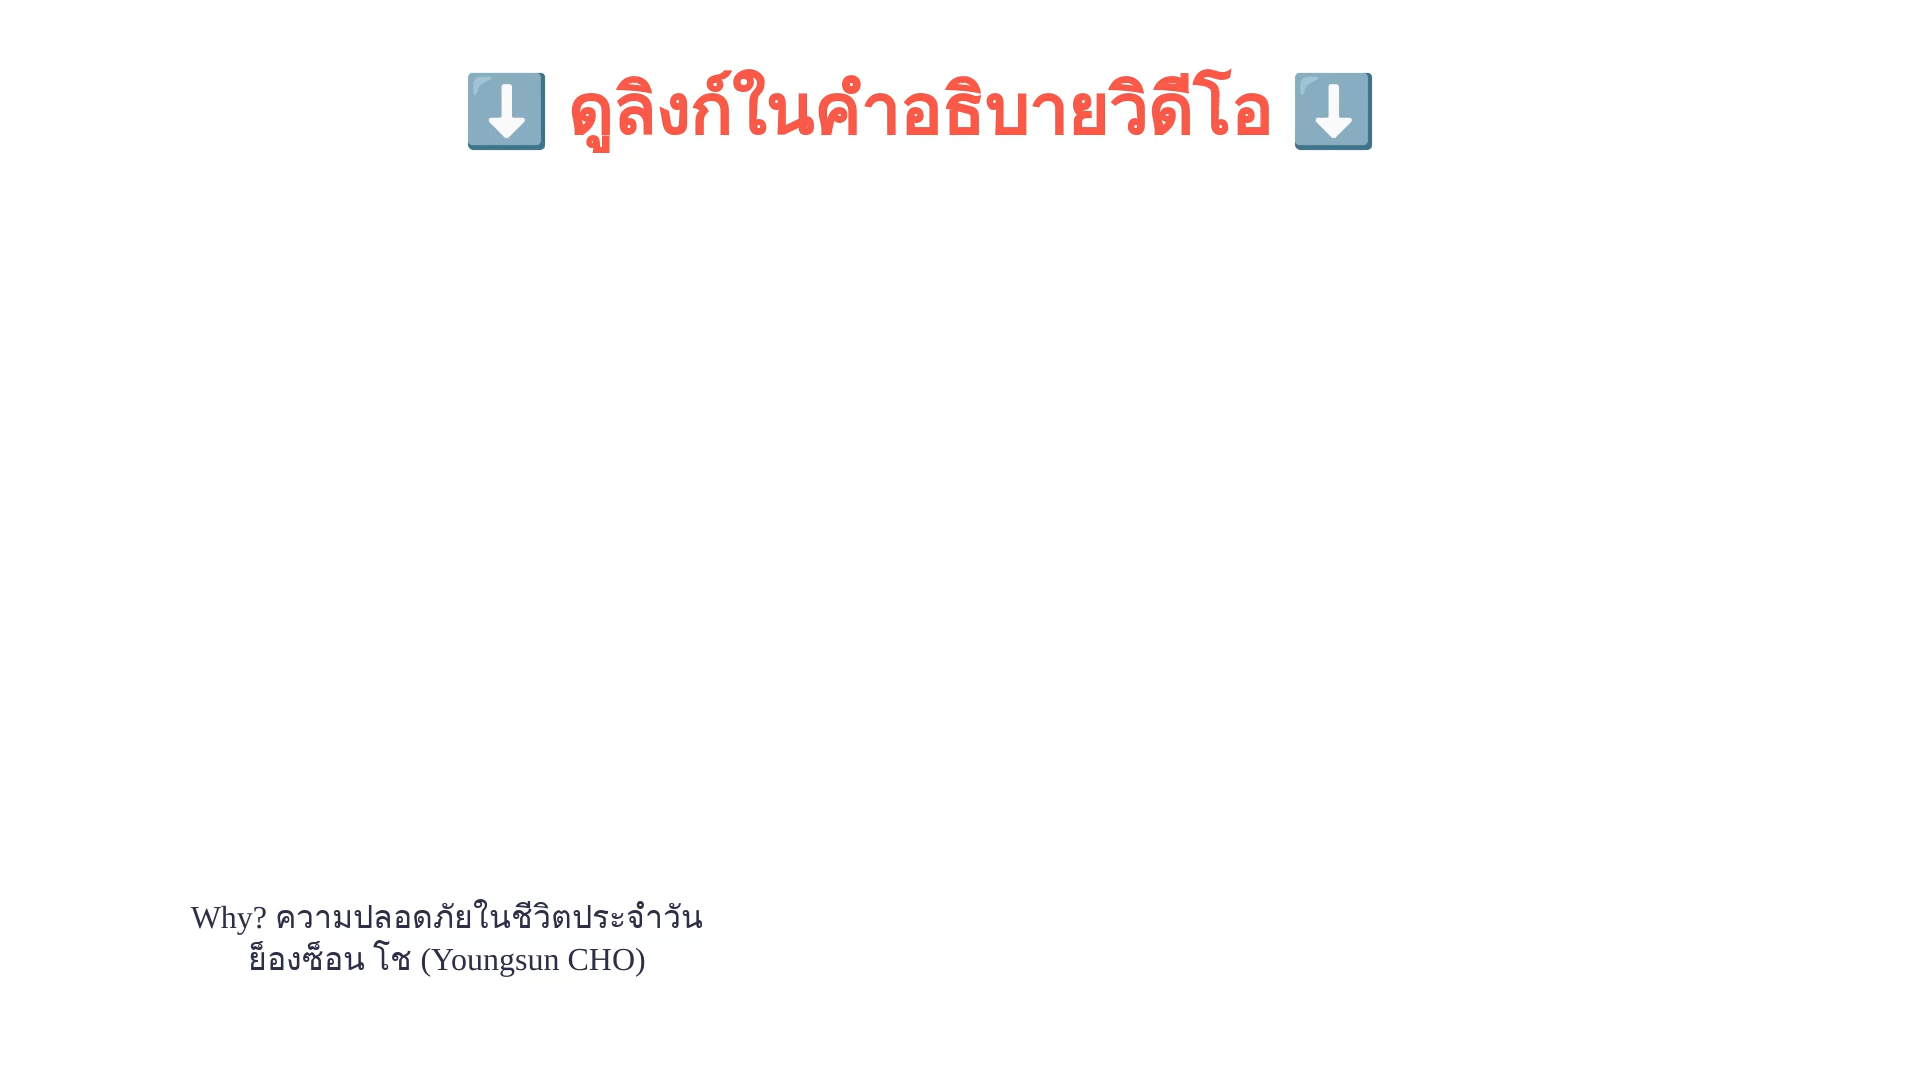 ⬇️ ดูลิงก์ในคำอธิบายวิดีโอ ⬇️
Why? ความปลอดภัยในชีวิตประจำวัน
ย็องซ็อน โช (Youngsun CHO)